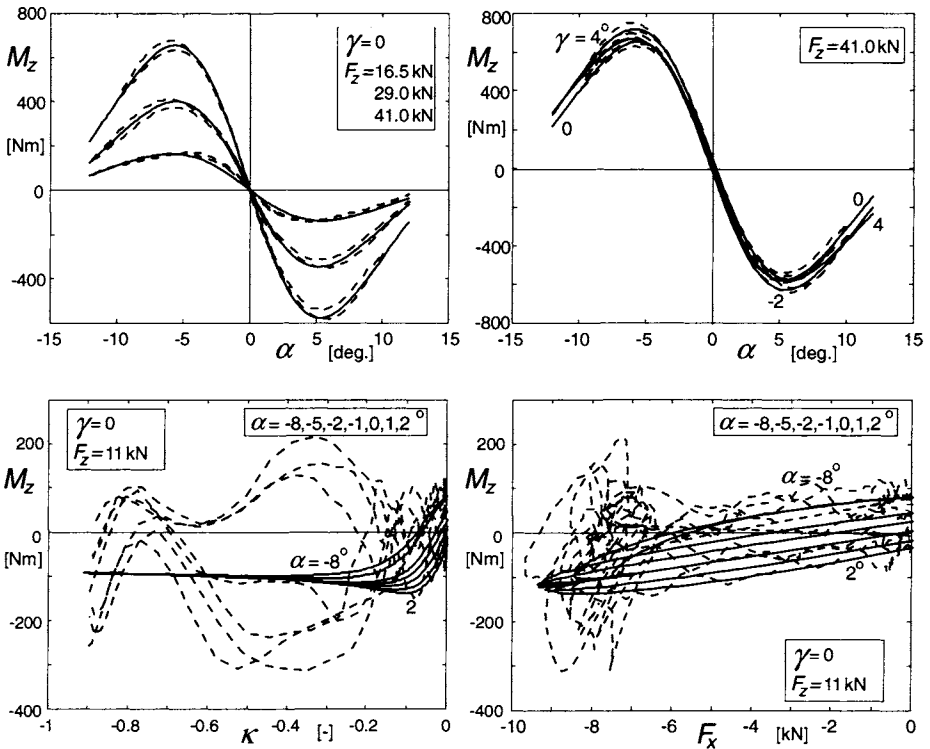 800
400
0
-400
M_z
[Nm]
γ = 0
F_z = 16.5 kN
29.0 kN
41.0 kN
-15 -10 -5 0 5 10 15
α [deg.]
800
400
0
-400
-800
M_z
[Nm]
γ = 4°
0
F_z = 41.0 kN
0
4
-2
-15 -10 -5 0 5 10 15
α [deg.]
200
0
-200
-400
M_z
[Nm]
γ = 0
F_z = 11 kN
α = -8,-5,-2,-1,0,1,2°
α = -8°
2
-1 -0.8 -0.6 -0.4 -0.2 0
κ [-]
200
0
-200
-400
M_z
[Nm]
α = -8,-5,-2,-1,0,1,2°
α = -8°
2°
γ = 0
F_z = 11 kN
-10 -8 -6 -4 -2 0
F_x [kN]